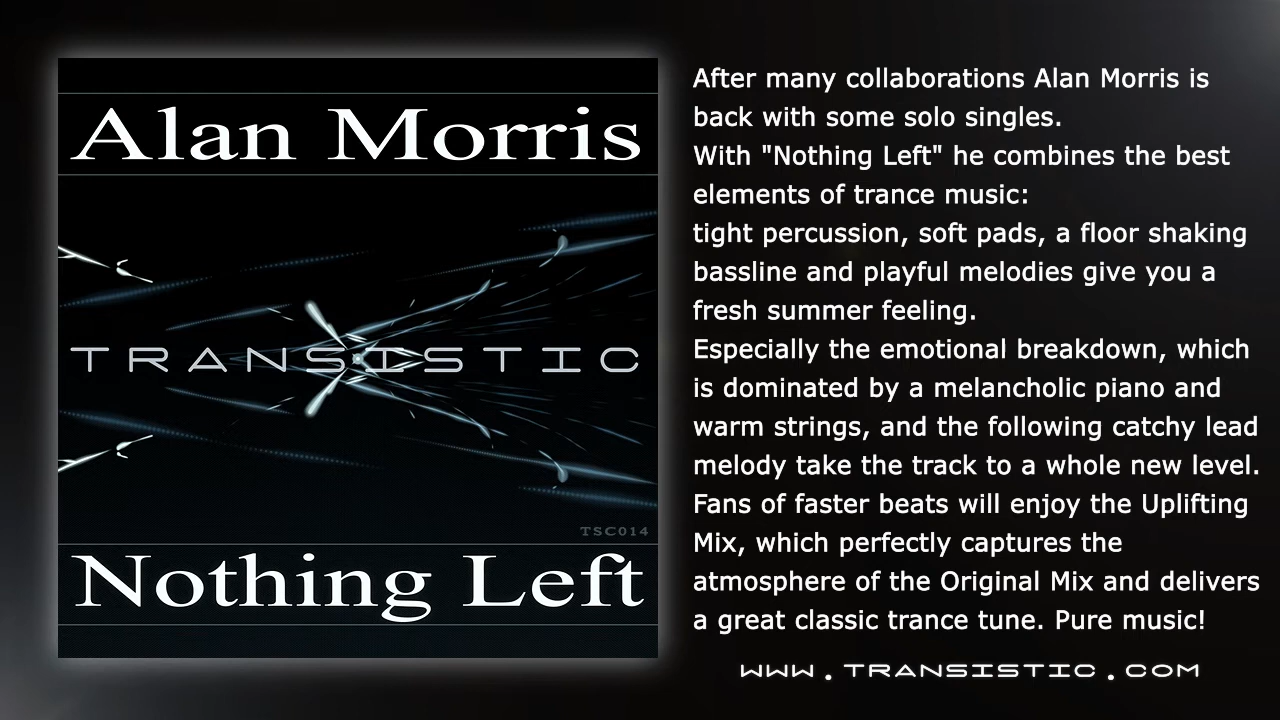 Alan Morris
TRANSISTIC
TSC014
Nothing Left
After many collaborations Alan Morris is
back with some solo singles.
With "Nothing Left" he combines the best
elements of trance music:
tight percussion, soft pads, a floor shaking
bassline and playful melodies give you a
fresh summer feeling.
Especially the emotional breakdown, which
is dominated by a melancholic piano and
warm strings, and the following catchy lead
melody take the track to a whole new level.
Fans of faster beats will enjoy the Uplifting
Mix, which perfectly captures the
atmosphere of the Original Mix and delivers
a great classic trance tune. Pure music!
WWW.TRANSISTIC.COM